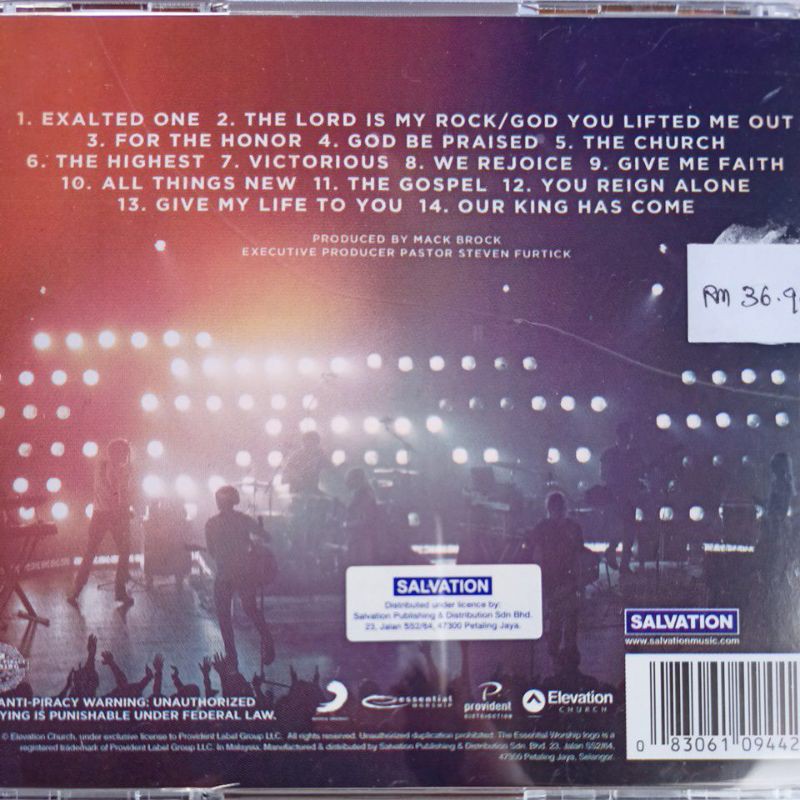 1. EXALTED ONE 2. THE LORD IS MY ROCK/GOD YOU LIFTED ME OUT
3. FOR THE HONOR 4. GOD BE PRAISED 5. THE CHURCH
6. THE HIGHEST 7. VICTORIOUS 8. WE REJOICE 9. GIVE ME FAITH
10. ALL THINGS NEW 11. THE GOSPEL 12. YOU REIGN ALONE
13. GIVE MY LIFE TO YOU 14. OUR KING HAS COME
PRODUCED BY MACK BROCK
EXECUTIVE PRODUCER PASTOR STEVEN FURTICK
RM 36.9
SALVATION
Distributed under licence by:
Salvation Publishing & Distribution Sdn Bhd.
23, Jalan SS2/64, 47300 Petaling Jaya.
SALVATION
www.salvationmusic.com
ANTI-PIRACY WARNING: UNAUTHORIZED
YING IS PUNISHABLE UNDER FEDERAL LAW.
essential
WORSHIP
provident
DISTRIBUTION
Elevation
CHURCH
0 83061 09442
© Elevation Church, under exclusive license to Provident Label Group LLC. All rights reserved. Unauthorized duplication prohibited. The Essential Worship logo is a
registered trademark of Provident Label Group LLC. In Malaysia. Manufactured & distributed by Salvation Publishing & Distribution Sdn. Bhd. 23, Jalan SS2/64,
47300 Petaling Jaya, Selangor.